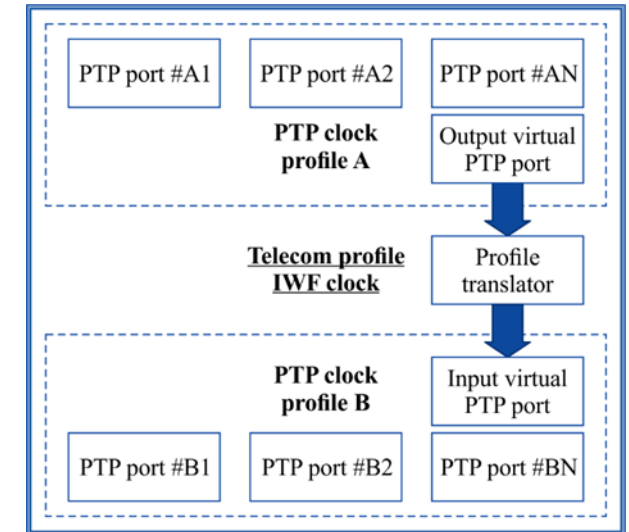 PTP port #A1
PTP port #A2
PTP port #AN
PTP clock
profile A
Output virtual
PTP port
Telecom profile
IWF clock
Profile
translator
PTP clock
profile B
Input virtual
PTP port
PTP port #B1
PTP port #B2
PTP port #BN